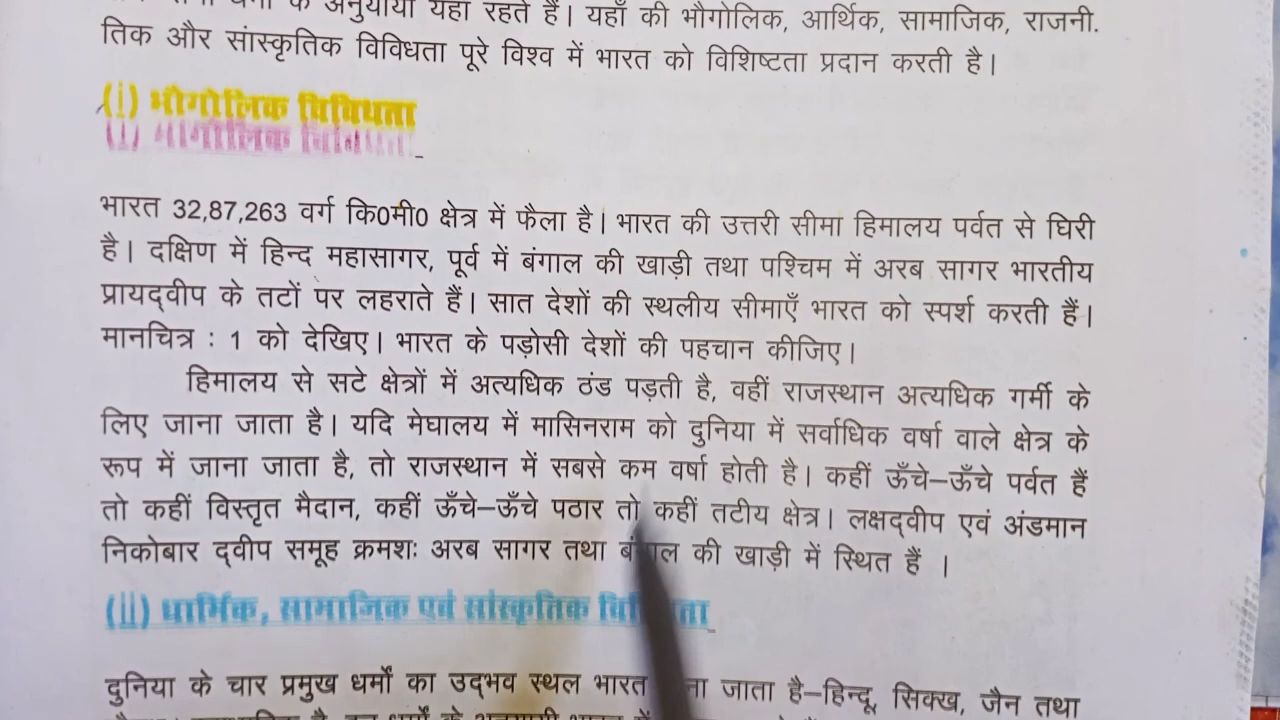 के अनुयायी यहाँ रहते हैं। यहाँ की भौगोलिक, आर्थिक, सामाजिक, राजनी.
तिक और सांस्कृतिक विविधता पूरे विश्व में भारत को विशिष्टता प्रदान करती है।
(i) भौगोलिक विविधता
(i) भौगोलिक विविधता
भारत 32,87,263 वर्ग कि0मी0 क्षेत्र में फैला है। भारत की उत्तरी सीमा हिमालय पर्वत से घिरी
है। दक्षिण में हिन्द महासागर, पूर्व में बंगाल की खाड़ी तथा पश्चिम में अरब सागर भारतीय
प्रायद्वीप के तटों पर लहराते हैं। सात देशों की स्थलीय सीमाएँ भारत को स्पर्श करती हैं।
मानचित्र : 1 को देखिए। भारत के पड़ोसी देशों की पहचान कीजिए।
हिमालय से सटे क्षेत्रों में अत्यधिक ठंड पड़ती है, वहीं राजस्थान अत्यधिक गर्मी के
लिए जाना जाता है। यदि मेघालय में मासिनराम को दुनिया में सर्वाधिक वर्षा वाले क्षेत्र के
रूप में जाना जाता है, तो राजस्थान में सबसे कम वर्षा होती है। कहीं ऊँचे–ऊँचे पर्वत हैं
तो कहीं विस्तृत मैदान, कहीं ऊँचे–ऊँचे पठार तो कहीं तटीय क्षेत्र। लक्षद्वीप एवं अंडमान
निकोबार द्वीप समूह क्रमशः अरब सागर तथा बंगाल की खाड़ी में स्थित हैं ।
(ii) धार्मिक, सामाजिक एवं सांस्कृतिक विविधता
दुनिया के चार प्रमुख धर्मों का उद्भव स्थल भारत जाता है–हिन्दू, सिक्ख, जैन तथा